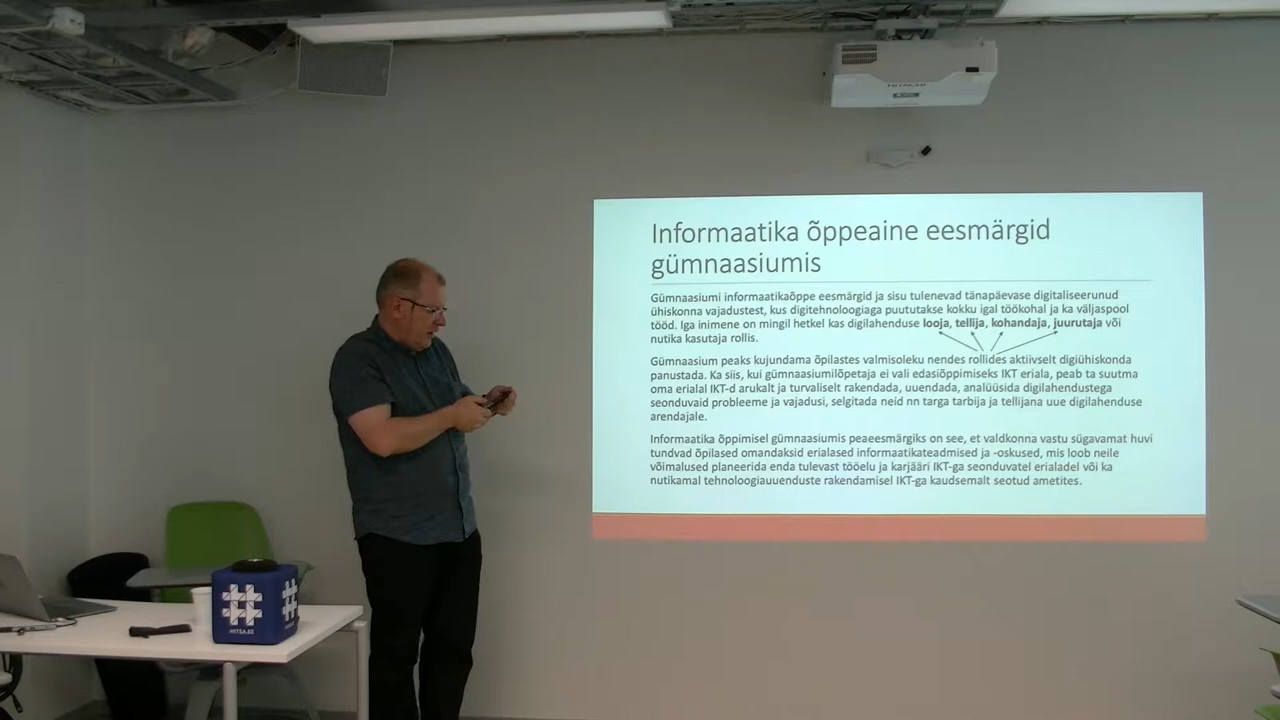 HITACHI
Informaatika õppeaine eesmärgid
gümnaasiumis
Gümnaasiumi informaatikaõppe eesmärgid ja sisu tulenevad tänapäevase digitaliseerunud
ühiskonna vajadustest, kus digitehnoloogiaga puututakse kokku igal töökohal ja ka väljaspool
tööd. Iga inimene on mingil hetkel kas digilahenduse looja, tellija, kohandaja, juurutaja või
nutika kasutaja rollis.
Gümnaasium peaks kujundama õpilastes valmisoleku nendes rollides aktiivselt digiühiskonda
panustada. Ka siis, kui gümnaasiumilõpetaja ei vali edasiõppimiseks IKT eriala, peab ta suutma
oma erialal IKT-d arukalt ja turvaliselt rakendada, uuendada, analüüsida digilahendustega
seonduvaid probleeme ja vajadusi, selgitada neid nn targa tarbija ja tellijana uue digilahenduse
arendajale.
Informaatika õppimisel gümnaasiumis peaeesmärgiks on see, et valdkonna vastu sügavamat huvi
tundvad õpilased omandaksid erialased informaatikateadmised ja -oskused, mis loob neile
võimalused planeerida enda tulevast tööelu ja karjääri IKT-ga seonduvatel erialadel või ka
nutikamal tehnoloogiauuenduste rakendamisel IKT-ga kaudsemalt seotud ametites.
HITSA.EE